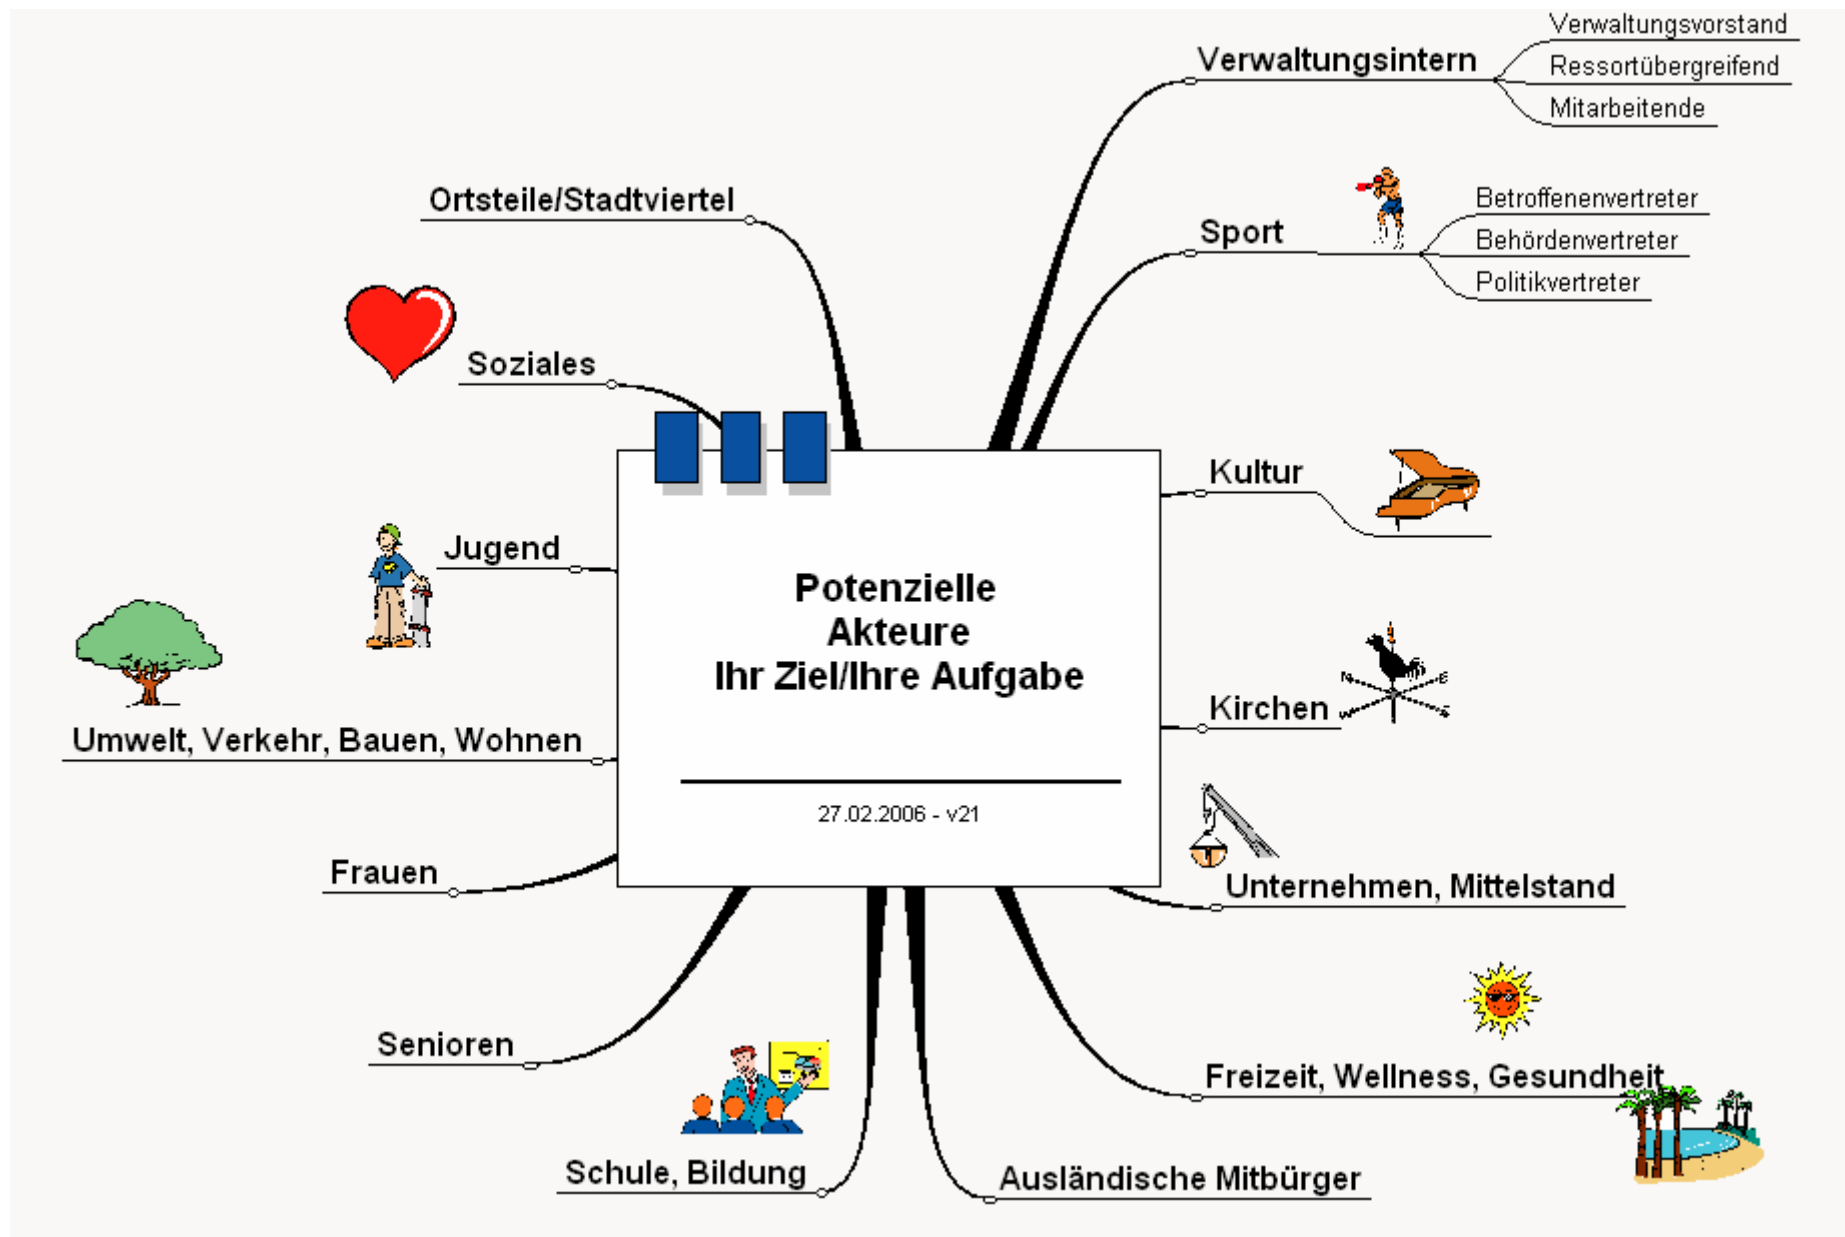 Verwaltungsintern
Verwaltungsvorstand
Ressortübergreifend
Mitarbeitende
Sport
Betroffenenvertreter
Behördenvertreter
Politikvertreter
Kultur
Kirchen
Unternehmen, Mittelstand
Freizeit, Wellness, Gesundheit
Ausländische Mitbürger
Schule, Bildung
Senioren
Frauen
Umwelt, Verkehr, Bauen, Wohnen
Jugend
Soziales
Ortsteile/Stadtviertel
Potenzielle
Akteure
Ihr Ziel/Ihre Aufgabe
27.02.2006 - v21